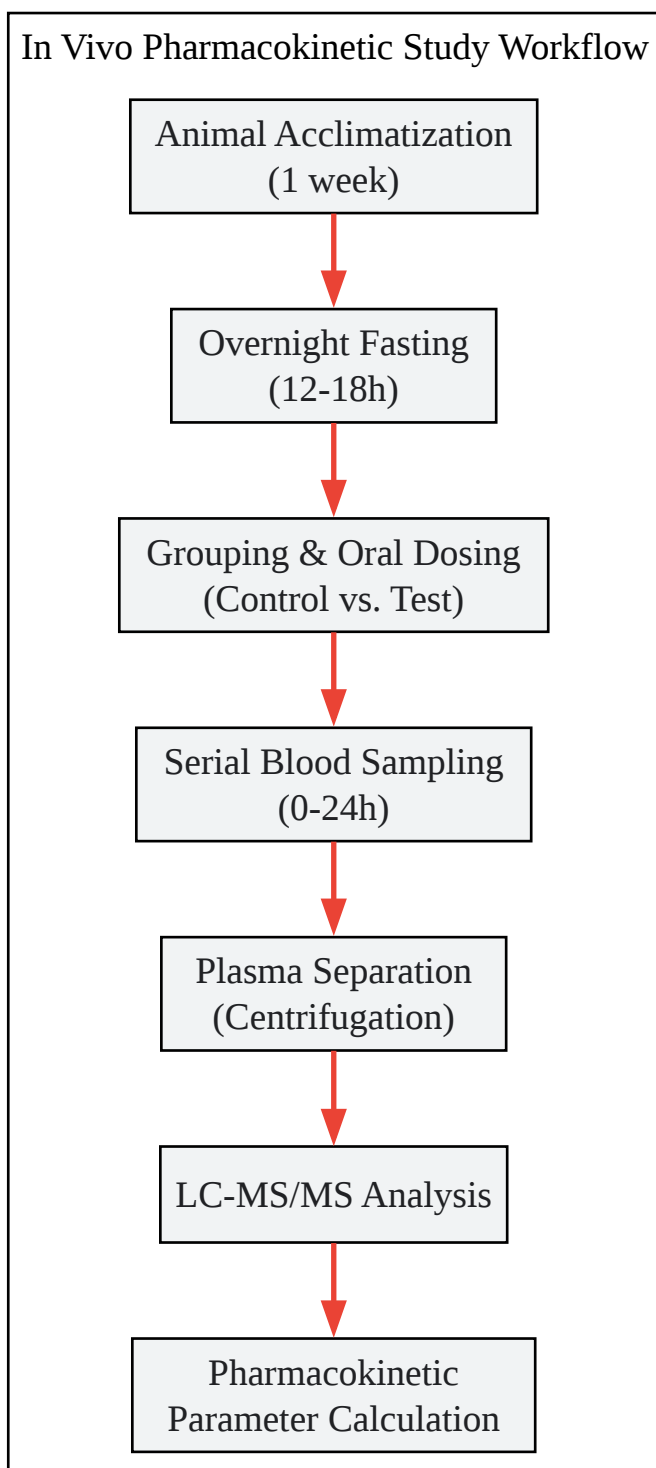 In Vivo Pharmacokinetic Study Workflow
Animal Acclimatization
(1 week)
Overnight Fasting
(12-18h)
Grouping & Oral Dosing
(Control vs. Test)
Serial Blood Sampling
(0-24h)
Plasma Separation
(Centrifugation)
LC-MS/MS Analysis
Pharmacokinetic
Parameter Calculation